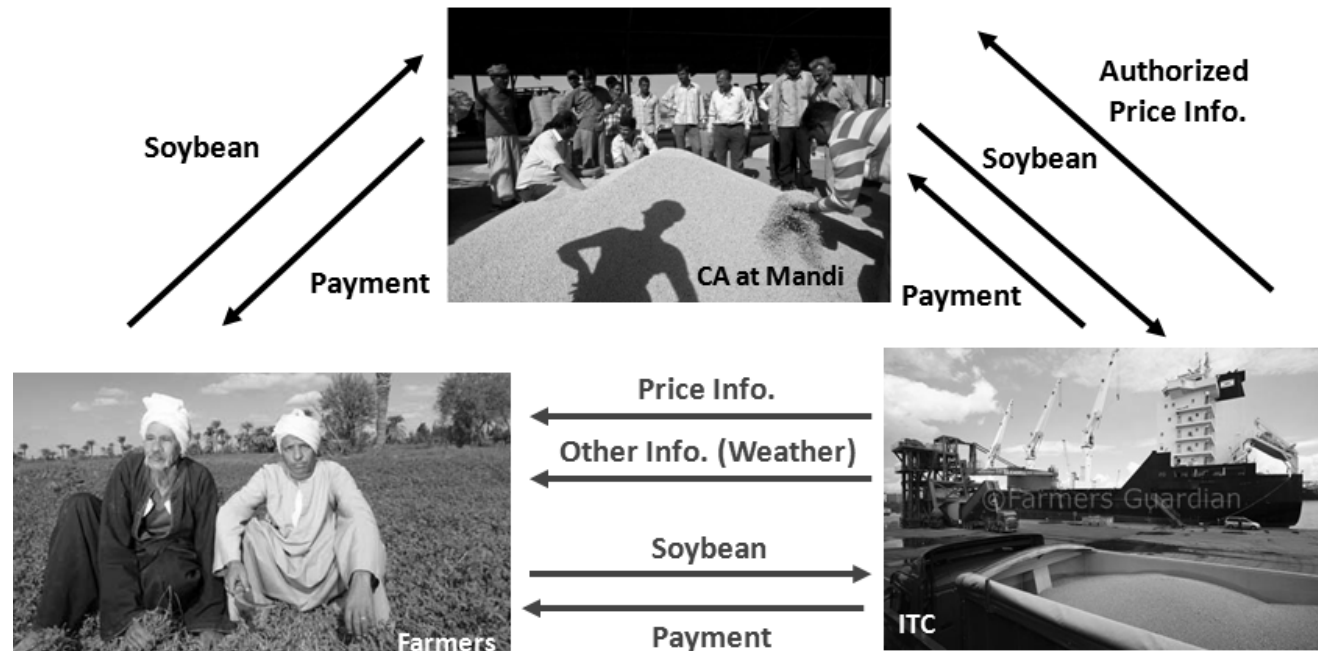 Authorized
Price Info.
Soybean
Soybean
Payment
CA at Mandi
Payment
Price Info.
Other Info. (Weather)
©Farmers Guardian
Soybean
Payment
Farmers
ITC